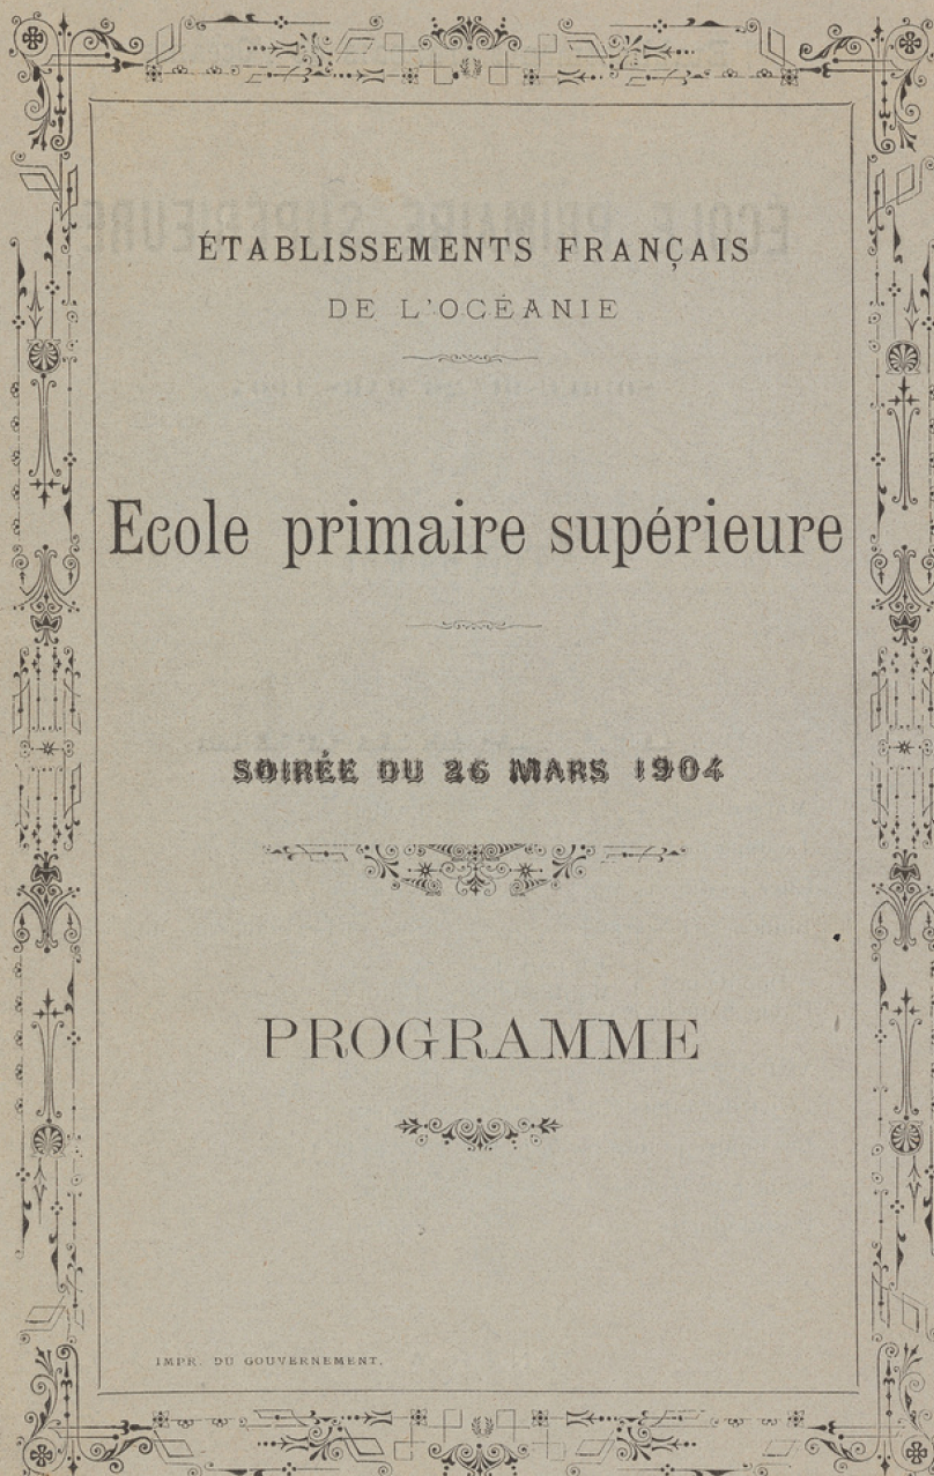 ÉTABLISSEMENTS FRANÇAIS
DE L'OCÉANIE
Ecole primaire supérieure
SOIRÉE DU 26 MARS 1904
PROGRAMME
IMPR. DU GOUVERNEMENT.